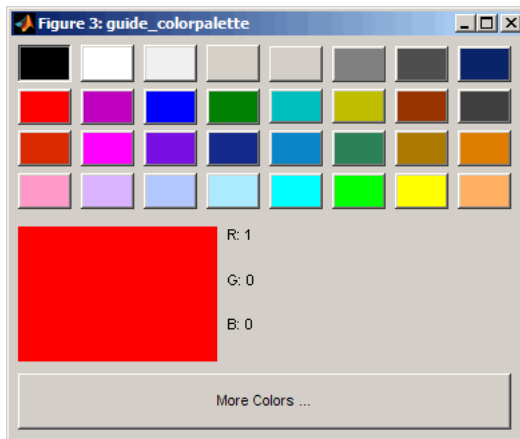 Figure 3: guide_colorpalette
R: 1
G: 0
B: 0
More Colors ...